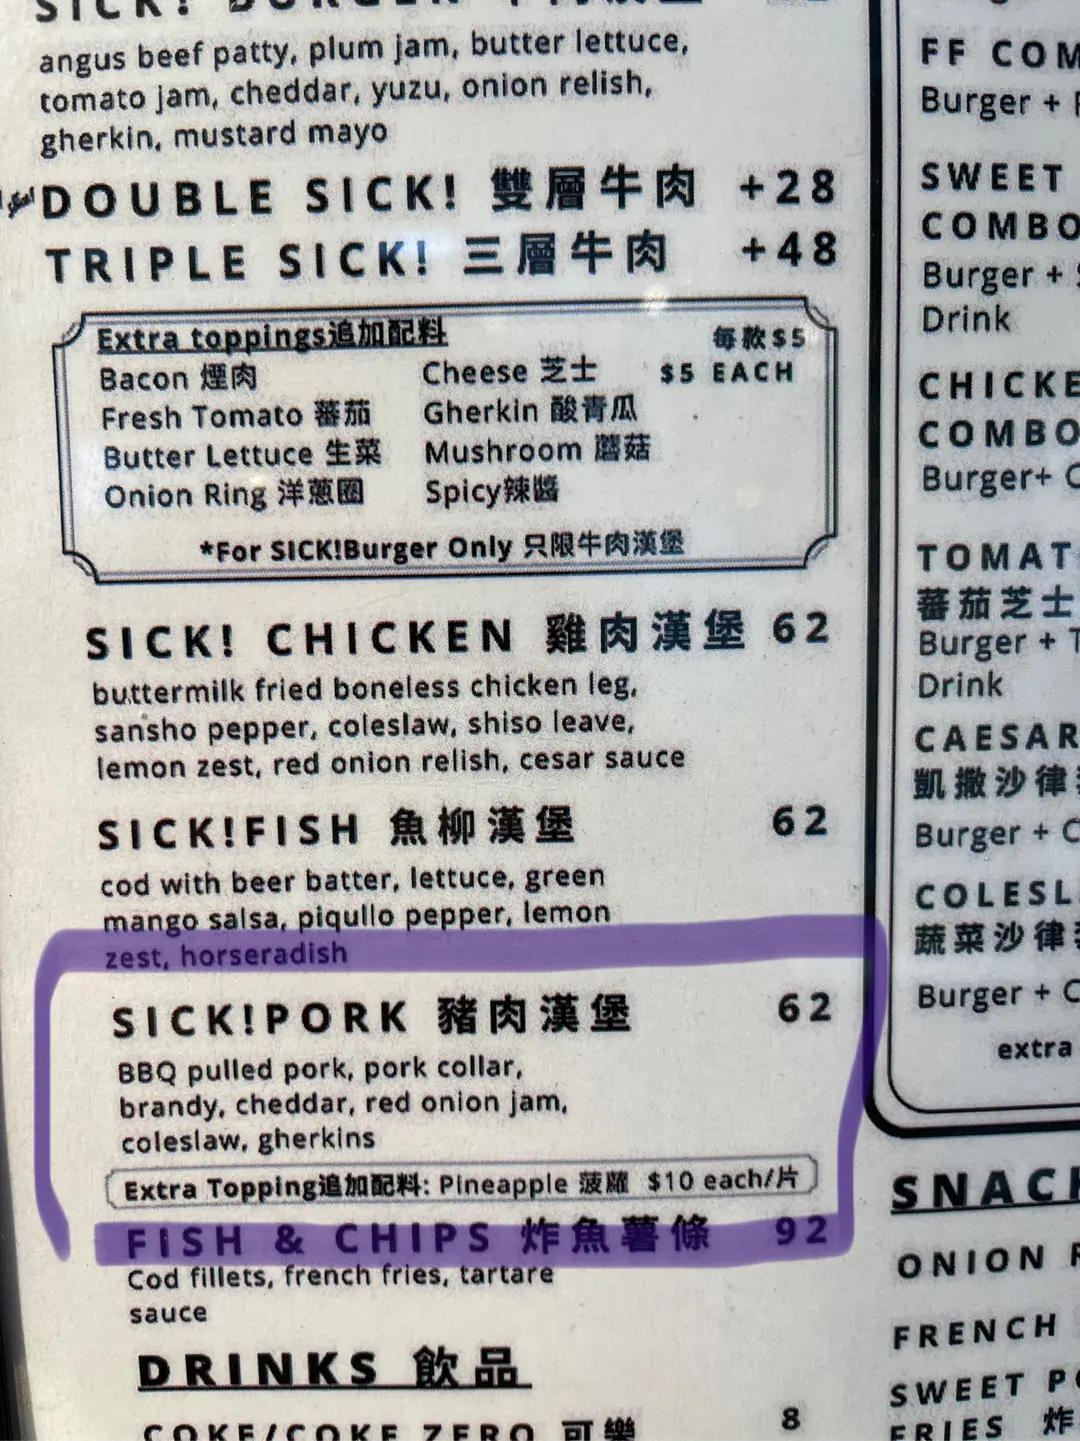 SICK! BURGER
angus beef patty, plum jam, butter lettuce,
tomato jam, cheddar, yuzu, onion relish,
gherkin, mustard mayo
DOUBLE SICK! 雙層牛肉 +28
TRIPLE SICK! 三層牛肉 +48
Extra toppings追加配料 每款$5
Bacon 煙肉 Cheese 芝士 $5 EACH
Fresh Tomato 蕃茄 Gherkin 酸青瓜
Butter Lettuce 生菜 Mushroom 蘑菇
Onion Ring 洋蔥圈 Spicy辣醬
*For SICK!Burger Only 只限牛肉漢堡
SICK! CHICKEN 雞肉漢堡 62
buttermilk fried boneless chicken leg,
sansho pepper, coleslaw, shiso leave,
lemon zest, red onion relish, cesar sauce
SICK!FISH 魚柳漢堡 62
cod with beer batter, lettuce, green
mango salsa, piqullo pepper, lemon
zest, horseradish
SICK!PORK 豬肉漢堡 62
BBQ pulled pork, pork collar,
brandy, cheddar, red onion jam,
coleslaw, gherkins
Extra Topping追加配料: Pineapple 菠蘿 $10 each/片
FISH & CHIPS 炸魚薯條 92
Cod fillets, french fries, tartare
sauce
DRINKS 飲品
COKE/COKE ZERO 可樂 8
FF COM
Burger +
SWEET
COMBO
Burger +
Drink
CHICKE
COMBO
Burger+ C
TOMAT
蕃茄芝士
Burger + T
Drink
CAESAR
凱撒沙律
Burger + C
COLESL
蔬菜沙律
Burger + C
extra
SNACK
ONION R
FRENCH
SWEET PO
FRIES 炸